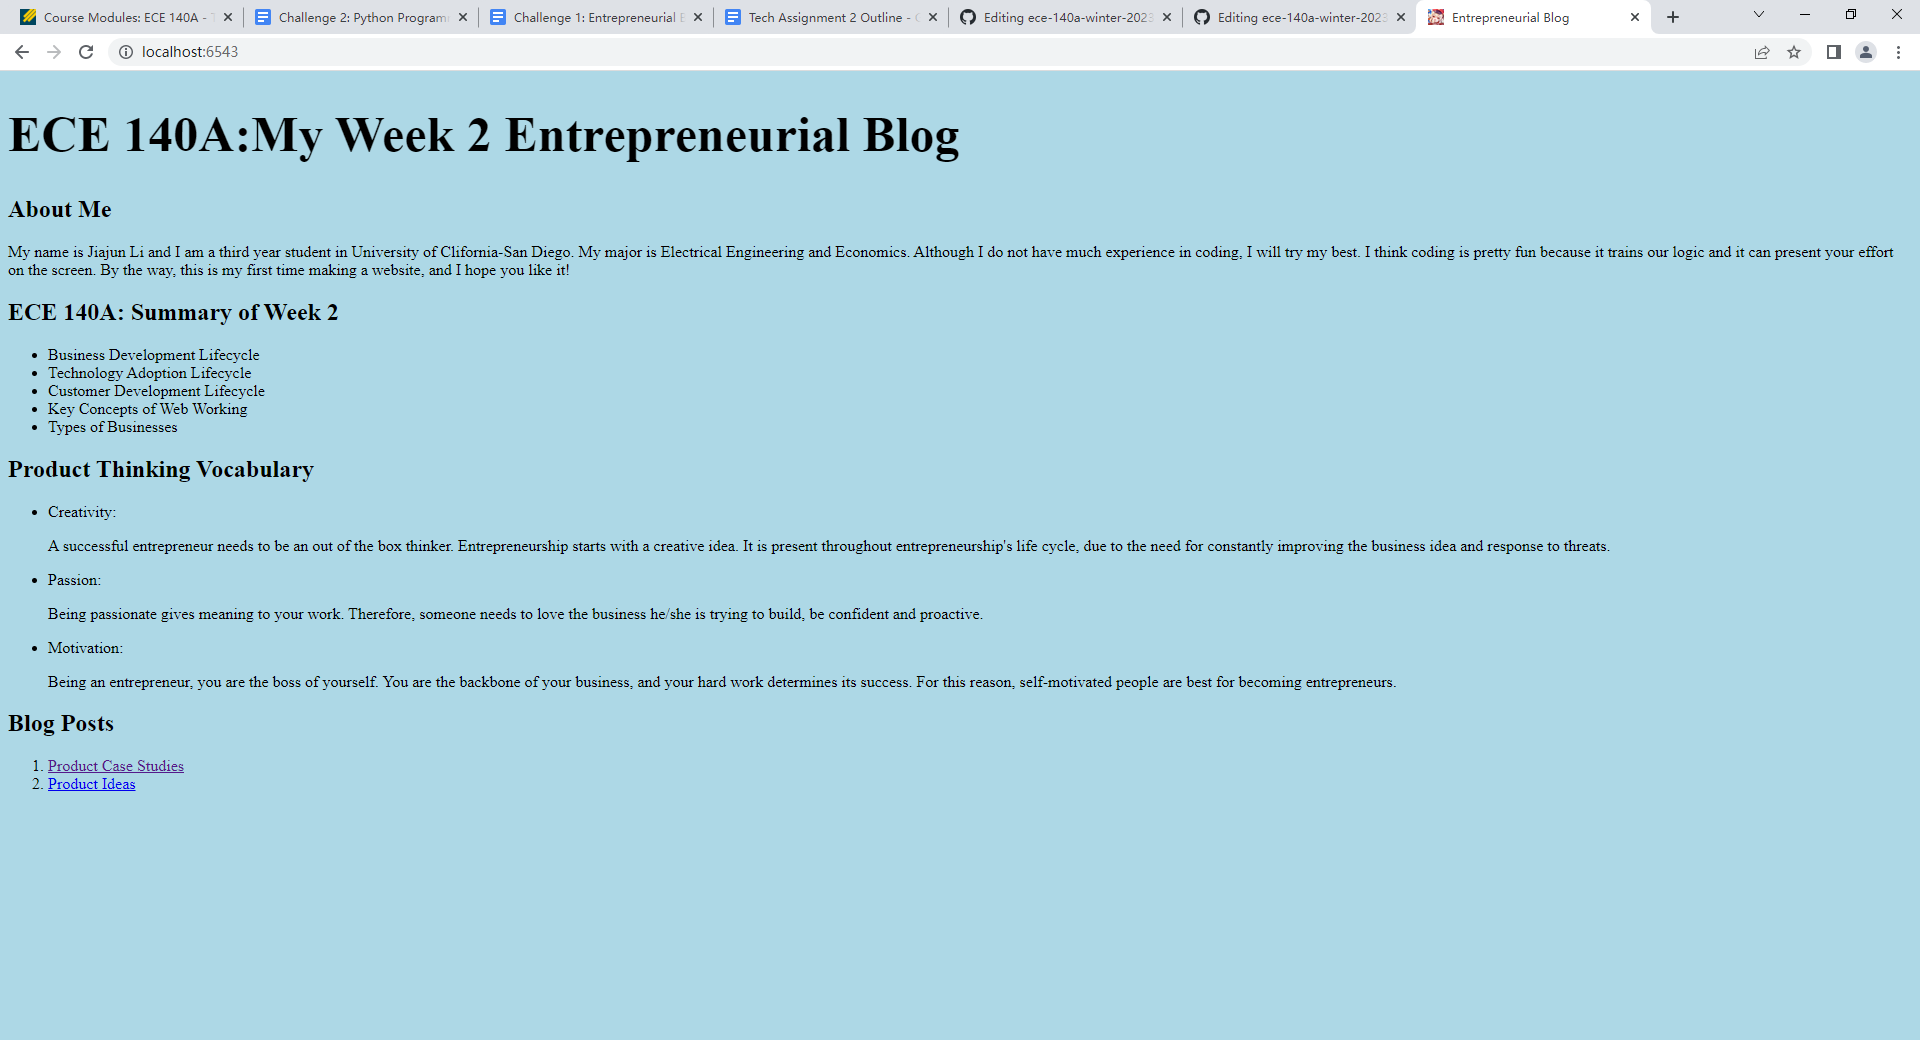 Course Modules: ECE 140A -
Challenge 2: Python Program
Challenge 1: Entrepreneurial
Tech Assignment 2 Outline -
Editing ece-140a-winter-2023
Editing ece-140a-winter-2023
Entrepreneurial Blog
localhost:6543
ECE 140A:My Week 2 Entrepreneurial Blog
About Me
My name is Jiajun Li and I am a third year student in University of Clifornia-San Diego. My major is Electrical Engineering and Economics. Although I do not have much experience in coding, I will try my best. I think coding is pretty fun because it trains our logic and it can present your effort
on the screen. By the way, this is my first time making a website, and I hope you like it!
ECE 140A: Summary of Week 2
• Business Development Lifecycle
• Technology Adoption Lifecycle
• Customer Development Lifecycle
• Key Concepts of Web Working
• Types of Businesses
Product Thinking Vocabulary
• Creativity:
A successful entrepreneur needs to be an out of the box thinker. Entrepreneurship starts with a creative idea. It is present throughout entrepreneurship's life cycle, due to the need for constantly improving the business idea and response to threats.
• Passion:
Being passionate gives meaning to your work. Therefore, someone needs to love the business he/she is trying to build, be confident and proactive.
• Motivation:
Being an entrepreneur, you are the boss of yourself. You are the backbone of your business, and your hard work determines its success. For this reason, self-motivated people are best for becoming entrepreneurs.
Blog Posts
1. Product Case Studies
2. Product Ideas